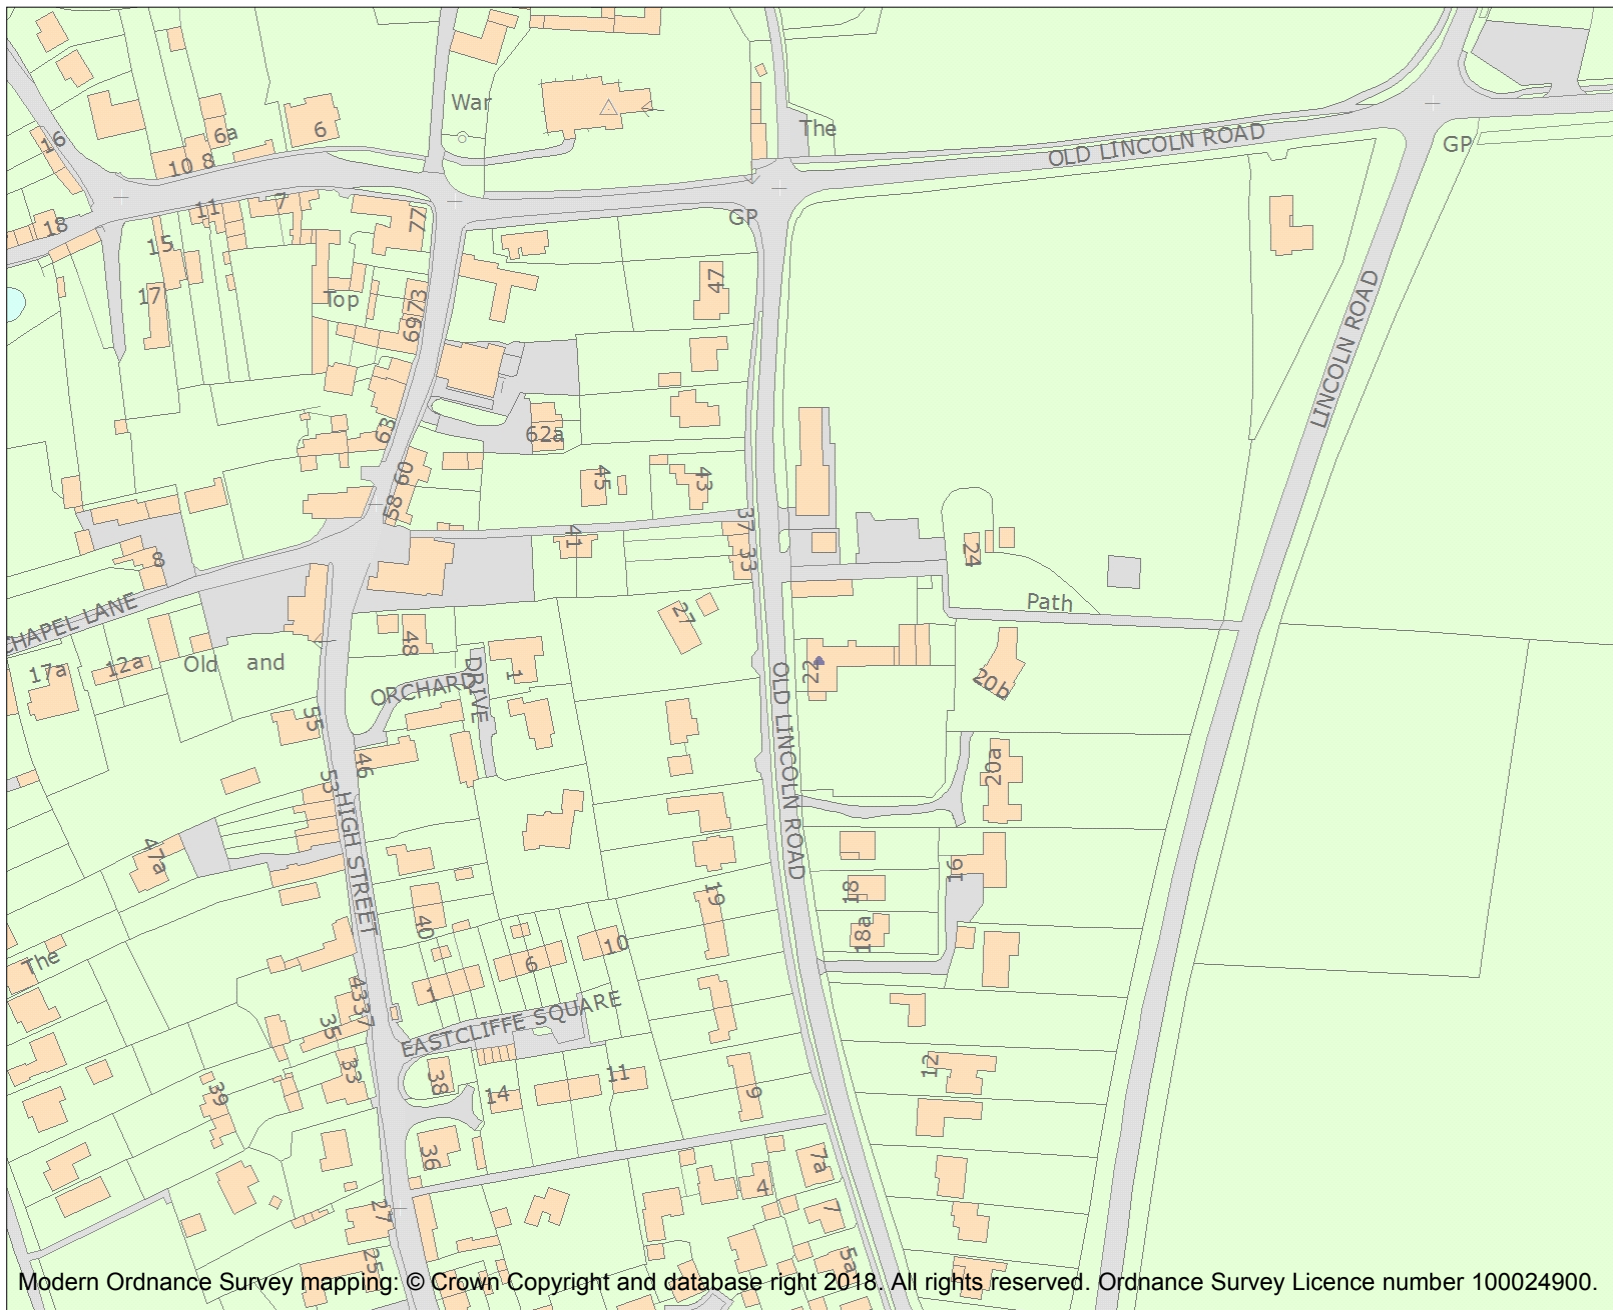 War
The
16
6a
6
10 8
OLD LINCOLN ROAD
GP
18
11
7
77
GP
15
17
Top
73
69
47
LINCOLN ROAD
63
62a
60
58
45
43
37
33
41
8
24
Path
CHAPEL LANE
27
17a
12a
Old and
48
1
ORCHARD
DRIVE
22
20b
OLD LINCOLN ROAD
55
46
53
20a
HIGH STREET
47a
16
18
19
18a
40
10
6
1
The
43
37
35
33
EASTCLIFFE SQUARE
38
14
11
9
12
39
36
7a
4
7
27
25
5a
Modern Ordnance Survey mapping: © Crown Copyright and database right 2018. All rights reserved. Ordnance Survey Licence number 100024900.